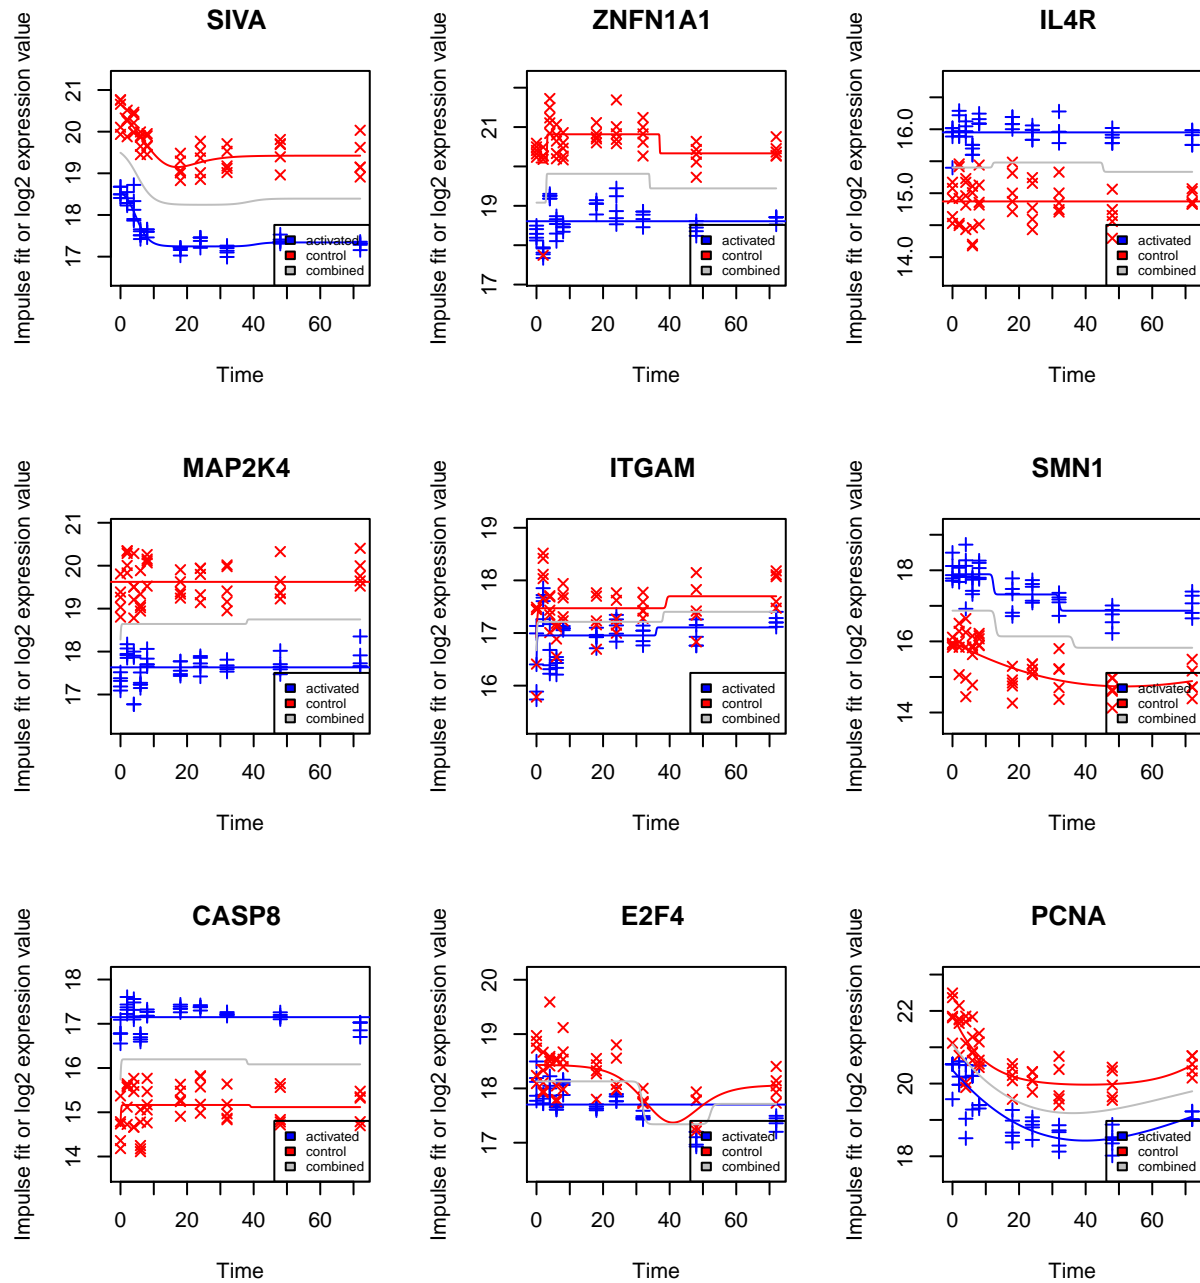 SIVA
Impulse fit or log2 expression value
21
20
19
18
17
0 20 40 60
Time
activated
control
combined
ZNFN1A1
Impulse fit or log2 expression value
21
19
17
0 20 40 60
Time
activated
control
combined
IL4R
Impulse fit or log2 expression value
16.0
15.0
14.0
0 20 40 60
Time
activated
control
combined
MAP2K4
Impulse fit or log2 expression value
21
20
19
18
17
0 20 40 60
Time
activated
control
combined
ITGAM
Impulse fit or log2 expression value
19
18
17
16
0 20 40 60
Time
activated
control
combined
SMN1
Impulse fit or log2 expression value
18
16
14
0 20 40 60
Time
activated
control
combined
CASP8
Impulse fit or log2 expression value
18
17
16
15
14
0 20 40 60
Time
activated
control
combined
E2F4
Impulse fit or log2 expression value
20
19
18
17
0 20 40 60
Time
activated
control
combined
PCNA
Impulse fit or log2 expression value
22
20
18
0 20 40 60
Time
activated
control
combined